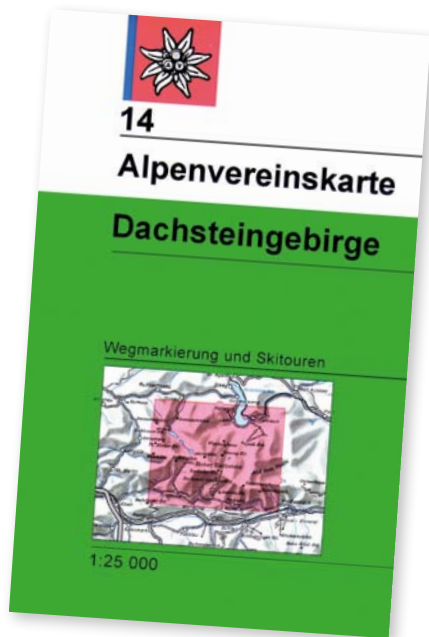 14
Alpenvereinskarte
Dachsteingebirge
Wegmarkierung und Skitouren
1:25 000